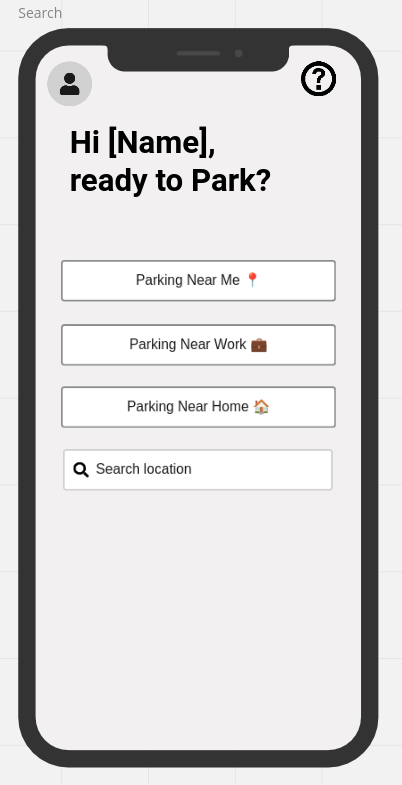 Search
Hi [Name],
ready to Park?
Parking Near Me 📍
Parking Near Work 💼
Parking Near Home 🏠
Search location